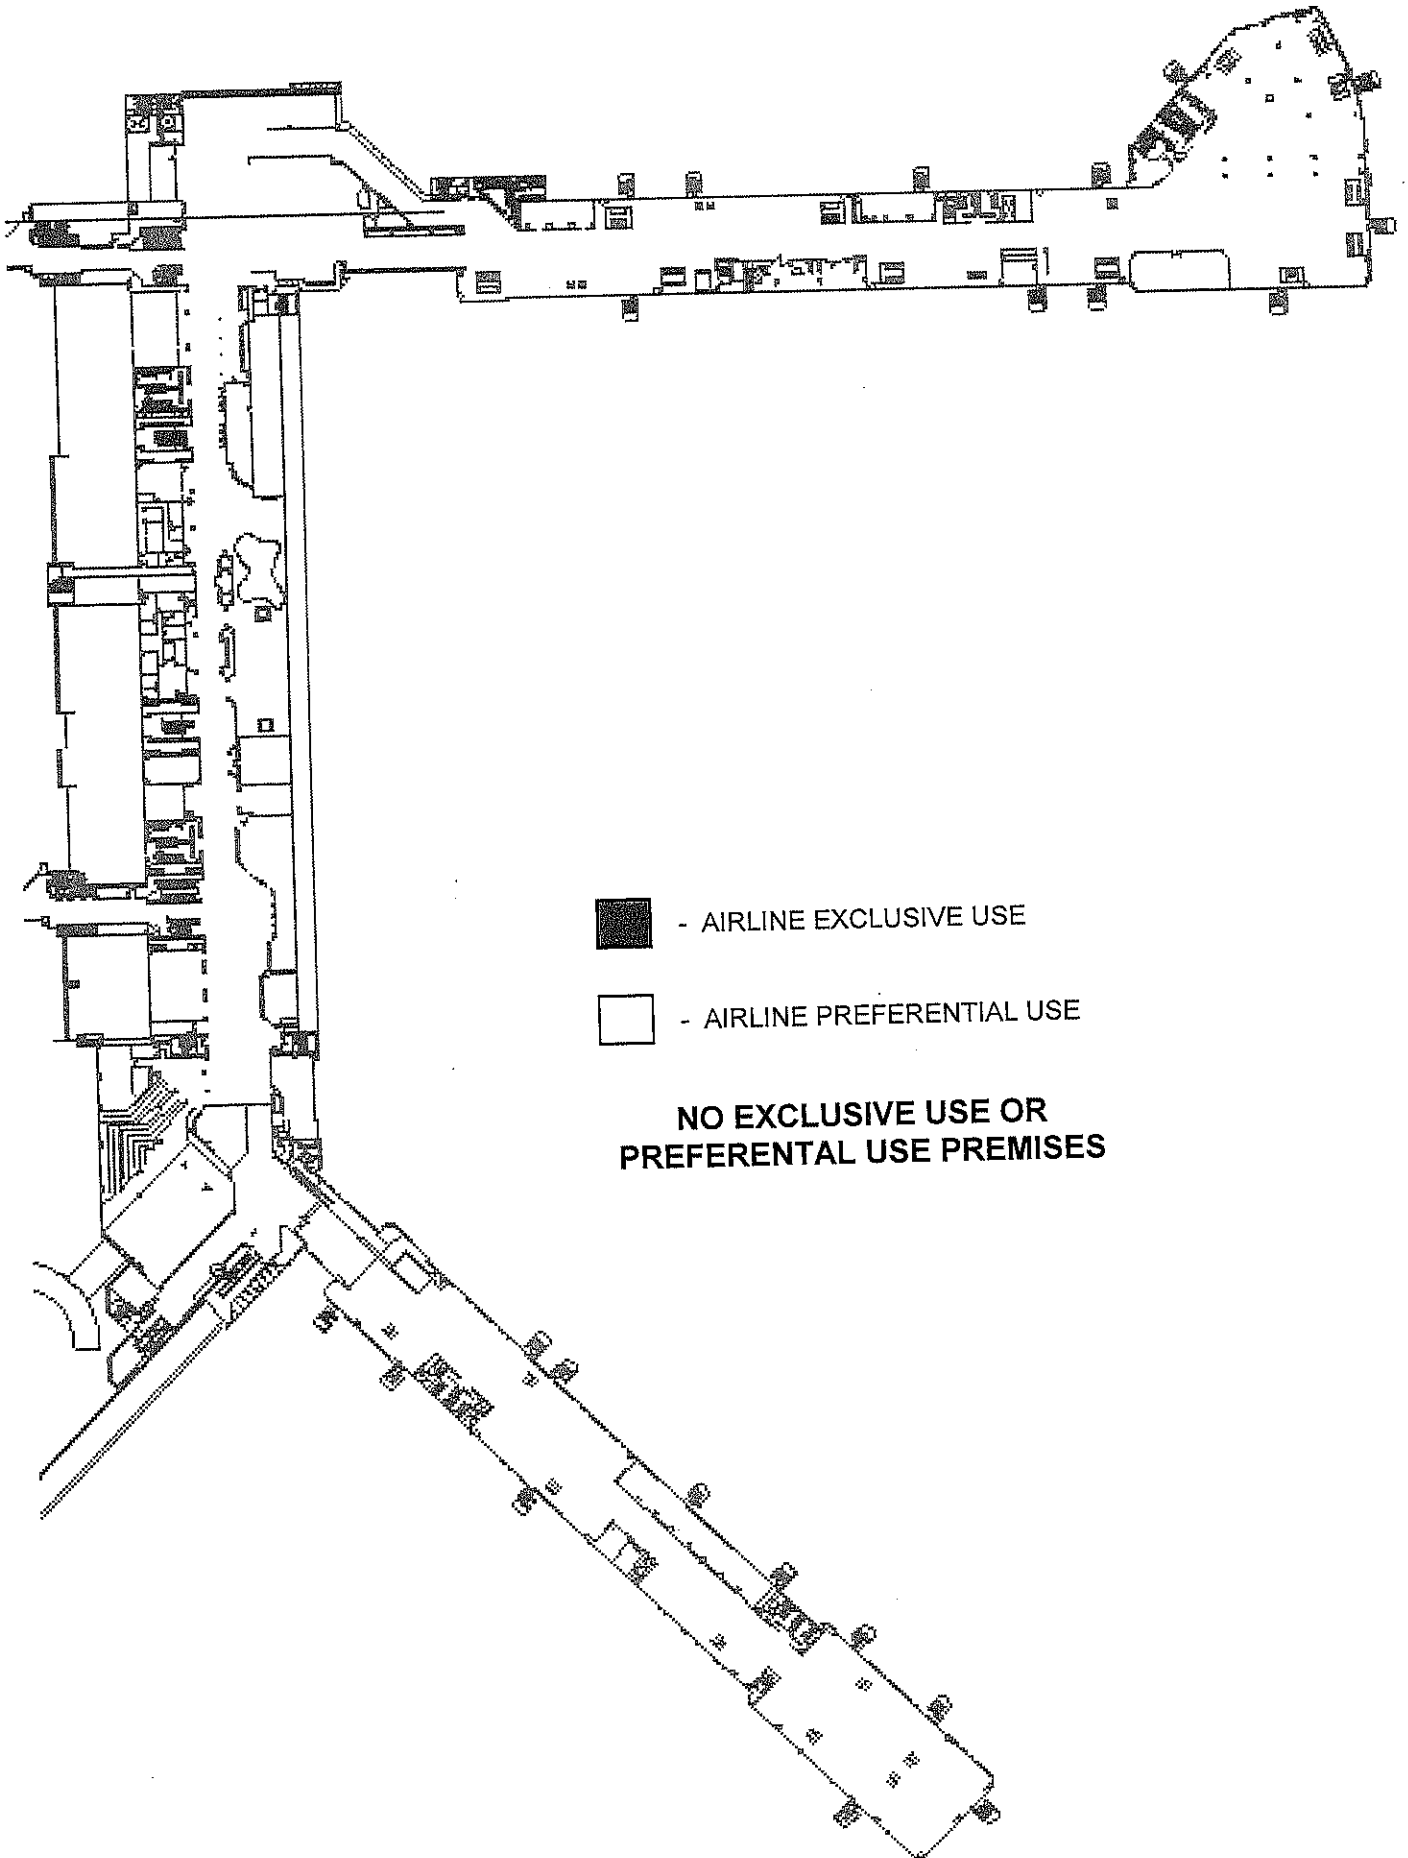 - AIRLINE EXCLUSIVE USE
- AIRLINE PREFERENTIAL USE
NO EXCLUSIVE USE OR
PREFERENTAL USE PREMISES